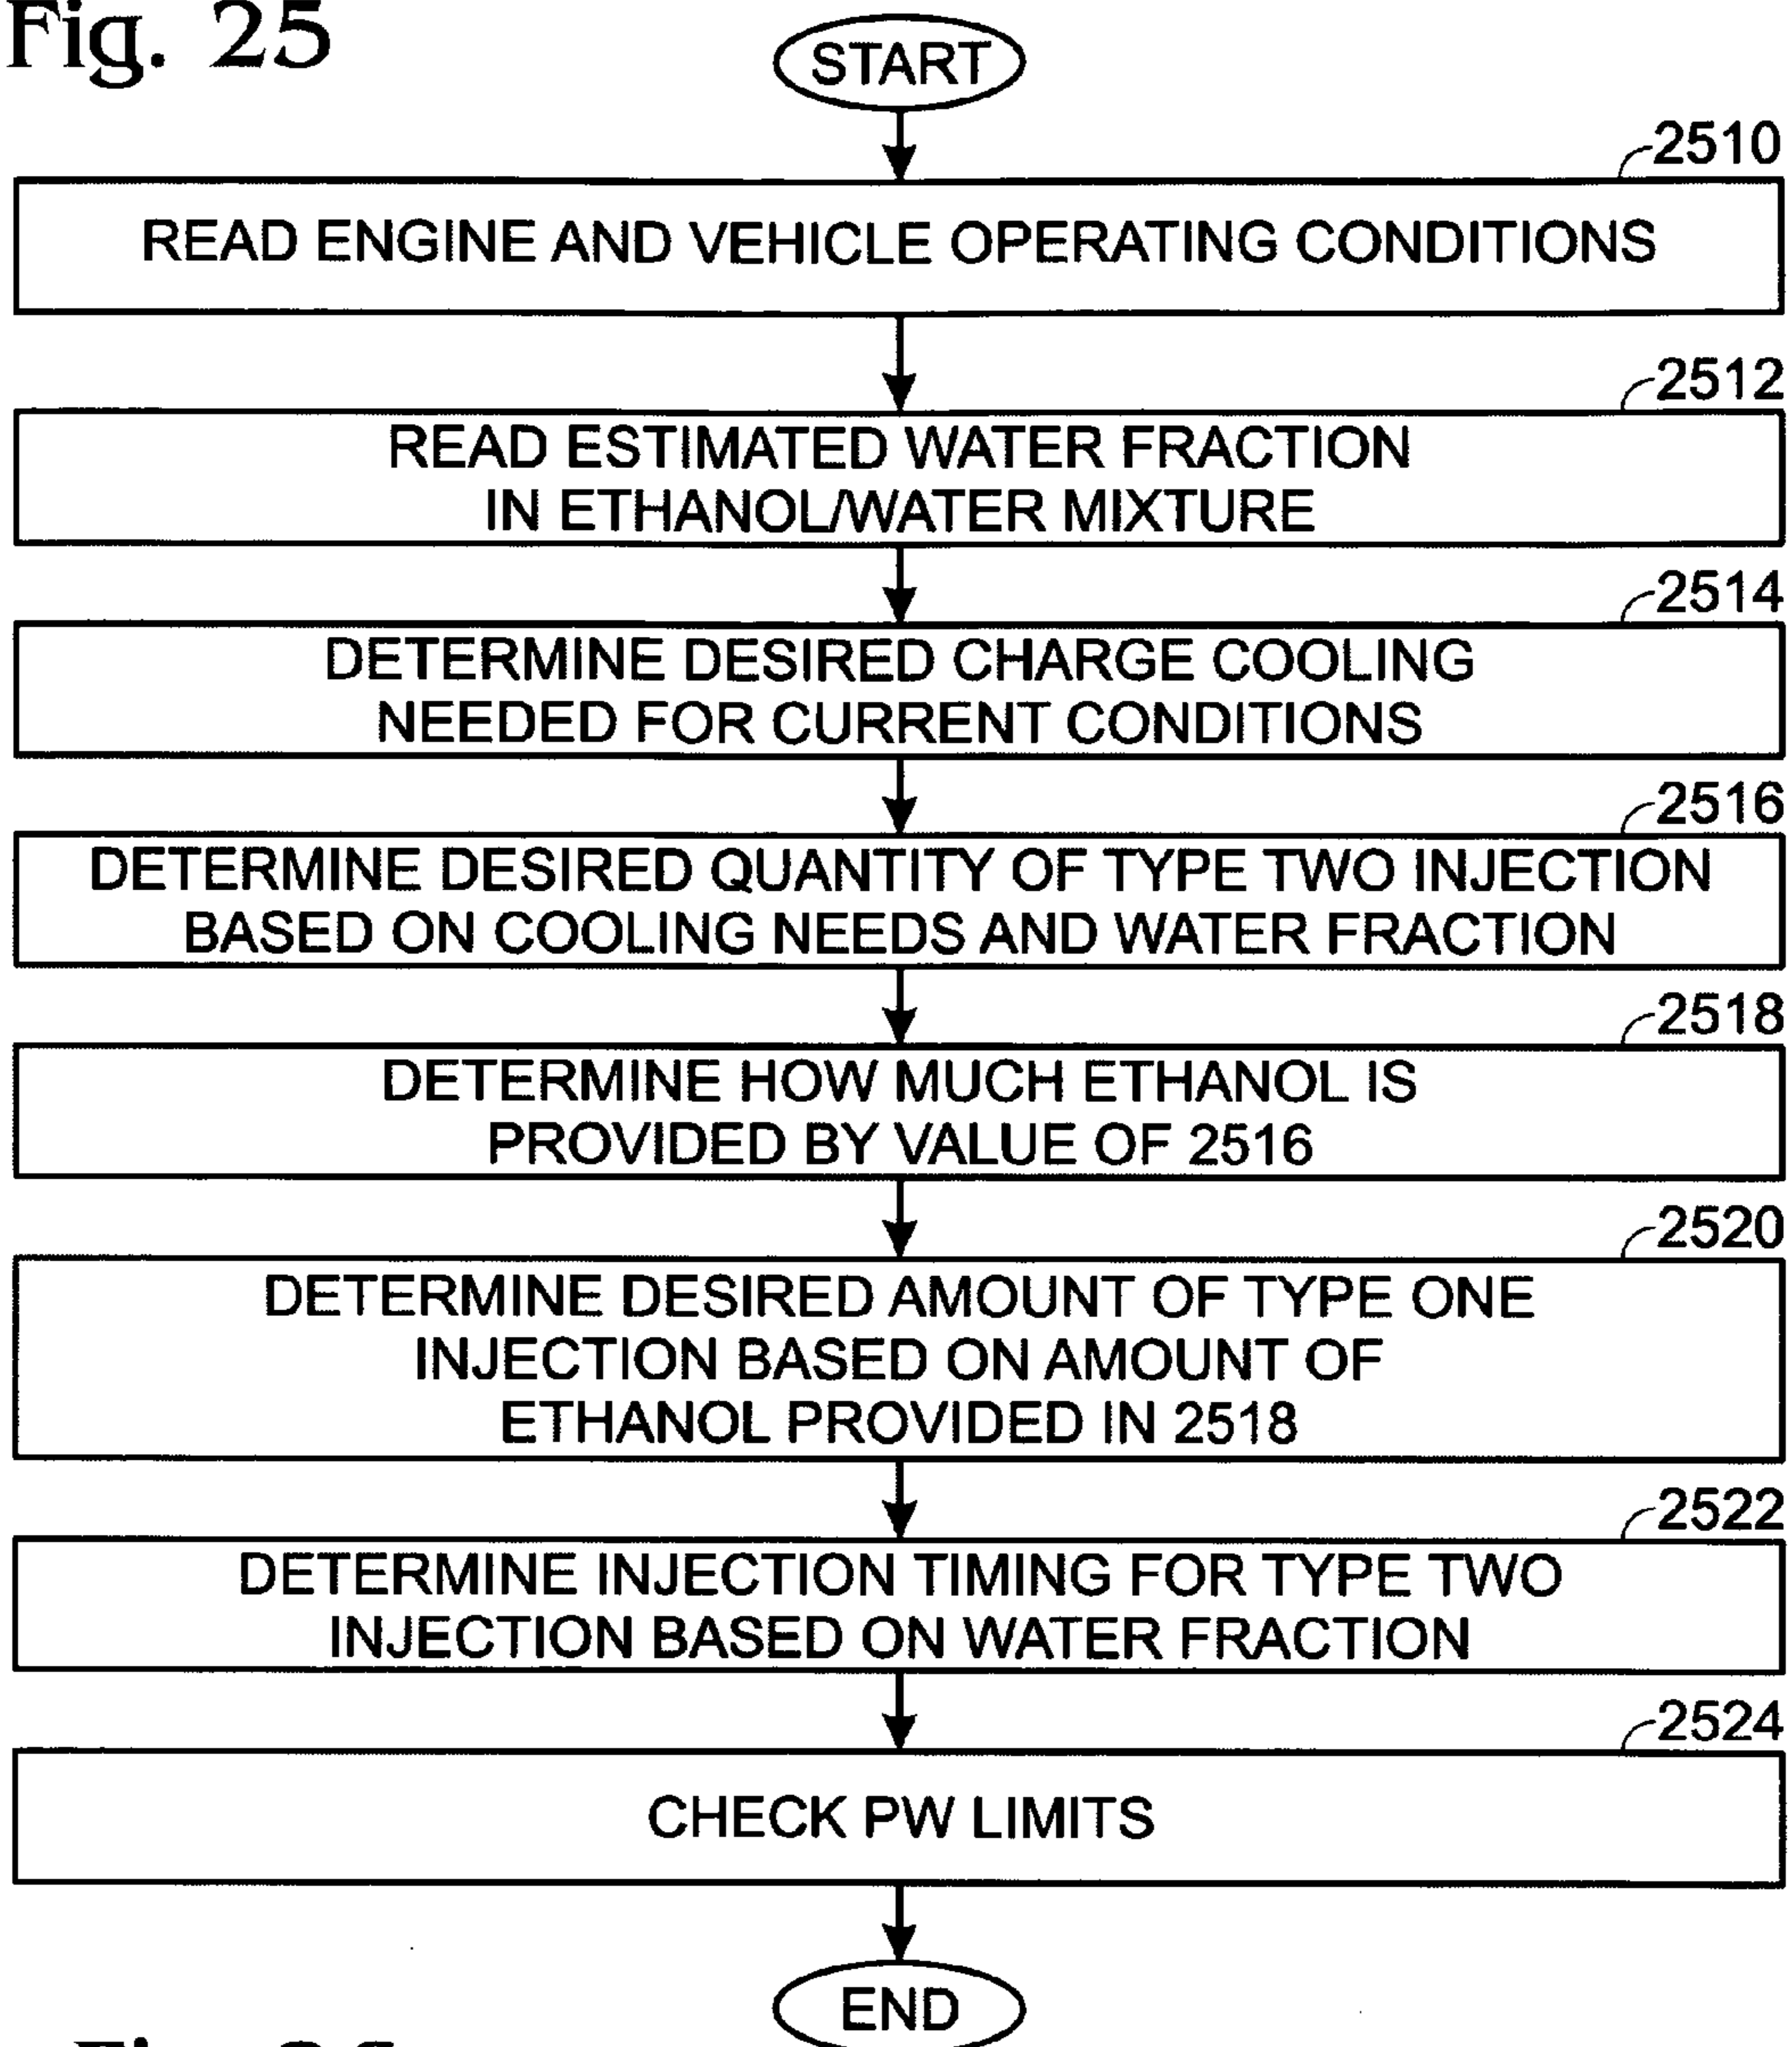 Fig. 25
START
2510
READ ENGINE AND VEHICLE OPERATING CONDITIONS
2512
READ ESTIMATED WATER FRACTION
IN ETHANOL/WATER MIXTURE
2514
DETERMINE DESIRED CHARGE COOLING
NEEDED FOR CURRENT CONDITIONS
2516
DETERMINE DESIRED QUANTITY OF TYPE TWO INJECTION
BASED ON COOLING NEEDS AND WATER FRACTION
2518
DETERMINE HOW MUCH ETHANOL IS
PROVIDED BY VALUE OF 2516
2520
DETERMINE DESIRED AMOUNT OF TYPE ONE
INJECTION BASED ON AMOUNT OF
ETHANOL PROVIDED IN 2518
2522
DETERMINE INJECTION TIMING FOR TYPE TWO
INJECTION BASED ON WATER FRACTION
2524
CHECK PW LIMITS
END